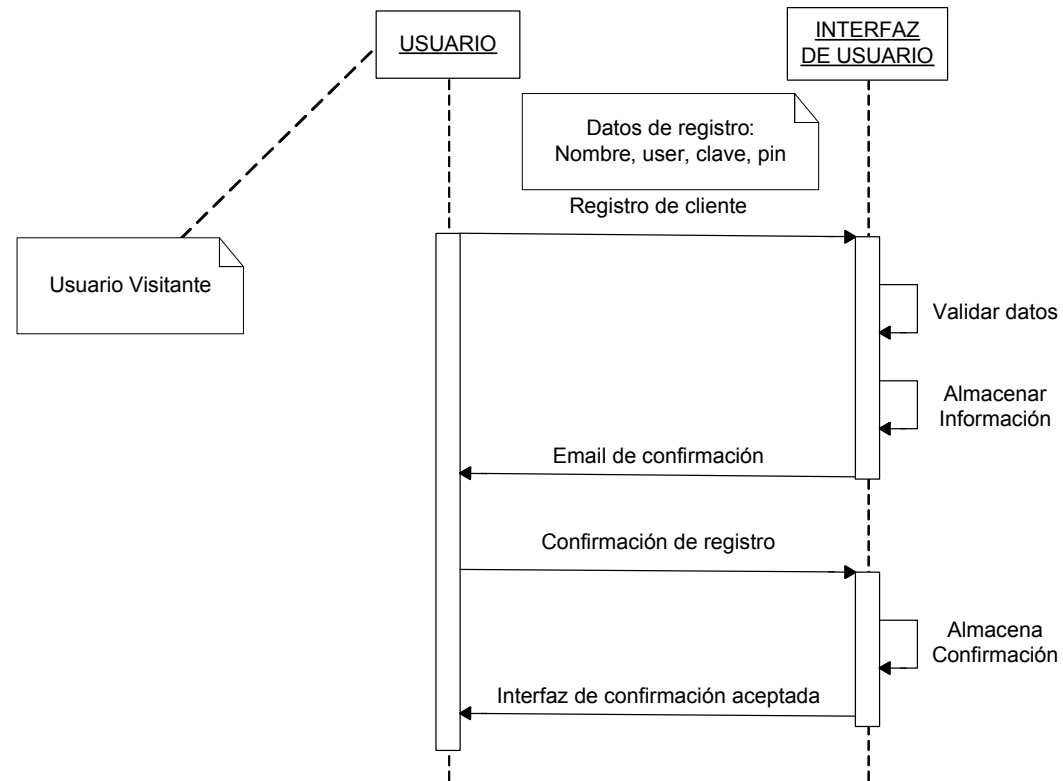 USUARIO
INTERFAZ
DE USUARIO
Datos de registro:
Nombre, user, clave, pin
Registro de cliente
Usuario Visitante
Validar datos
Almacenar
Información
Email de confirmación
Confirmación de registro
Almacena
Confirmación
Interfaz de confirmación aceptada